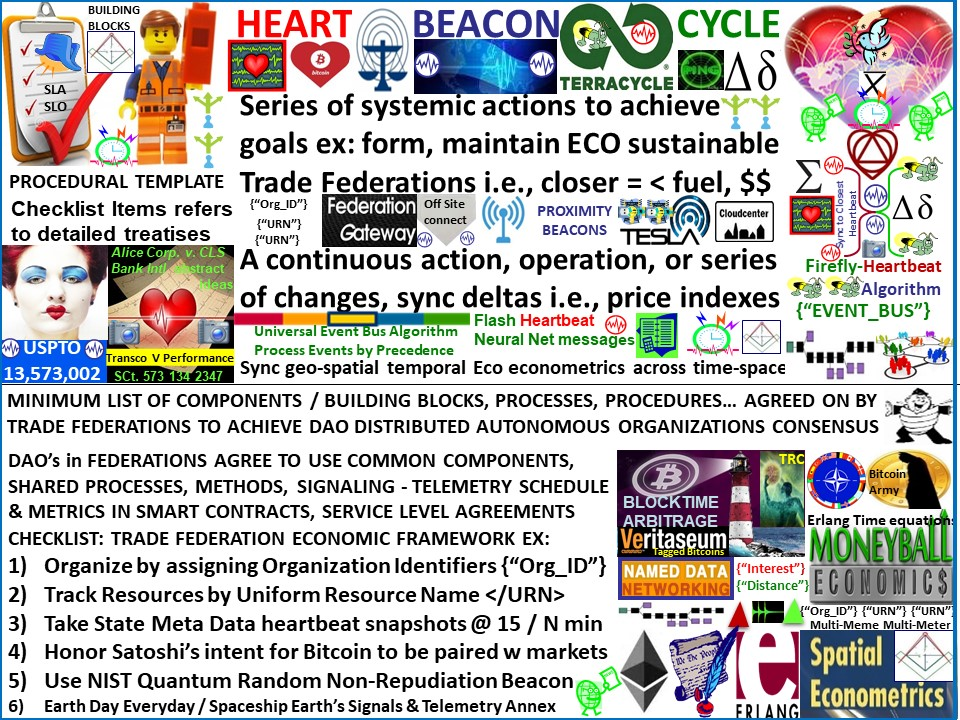 BUILDING
BLOCKS
SLA
SLO
HEART BEACON CYCLE
bitcoin
TERRACYCLE
PING
Δδ
Series of systemic actions to achieve
goals ex: form, maintain ECO sustainable
Trade Federations i.e., closer = < fuel, $$
PROCEDURAL TEMPLATE
Checklist Items refers
to detailed treatises
{“Org_ID”}
{“URN”}
{“URN”}
Federation
Gateway
Off Site
connect
PROXIMITY
BEACONS
TESLA
Cloudcenter
A continuous action, operation, or series
of changes, sync deltas i.e., price indexes
Alice Corp. v. CLS
Bank Intl. abstract
ideas
USPTO
13,573,002
Transco V Performance
SCt. 573 134 2347
Universal Event Bus Algorithm
Process Events by Precedence
Flash Heartbeat
Neural Net messages
Sync geo-spatial temporal Eco econometrics across time-space
X
Σ
Sync to Closest
Heartbeat
Δδ
Firefly-Heartbeat
Algorithm
{“EVENT_BUS”}
MINIMUM LIST OF COMPONENTS / BUILDING BLOCKS, PROCESSES, PROCEDURES... AGREED ON BY
TRADE FEDERATIONS TO ACHIEVE DAO DISTRIBUTED AUTONOMOUS ORGANIZATIONS CONSENSUS
DAO’s in FEDERATIONS AGREE TO USE COMMON COMPONENTS,
SHARED PROCESSES, METHODS, SIGNALING - TELEMETRY SCHEDULE
& METRICS IN SMART CONTRACTS, SERVICE LEVEL AGREEMENTS
CHECKLIST: TRADE FEDERATION ECONOMIC FRAMEWORK EX:
1) Organize by assigning Organization Identifiers {“Org_ID”}
2) Track Resources by Uniform Resource Name </URN>
3) Take State Meta Data heartbeat snapshots @ 15 / N min
4) Honor Satoshi’s intent for Bitcoin to be paired w markets
5) Use NIST Quantum Random Non-Repudiation Beacon
6) Earth Day Everyday / Spaceship Earth’s Signals & Telemetry Annex
BLOCKTIME
ARBITRAGE
TRC
Veritaseum
Tagged Bitcoins
Bitcoin
Army
Erlang Time equations
MONEYBALL
ECONOMIC$
NAMED DATA
NETWORKING
{“Interest”}
{“Distance”}
{“Org_ID”} {“URN”} {“URN”}
Multi-Meme Multi-Meter
We The People
e
ERLANG
Spatial
Econometrics